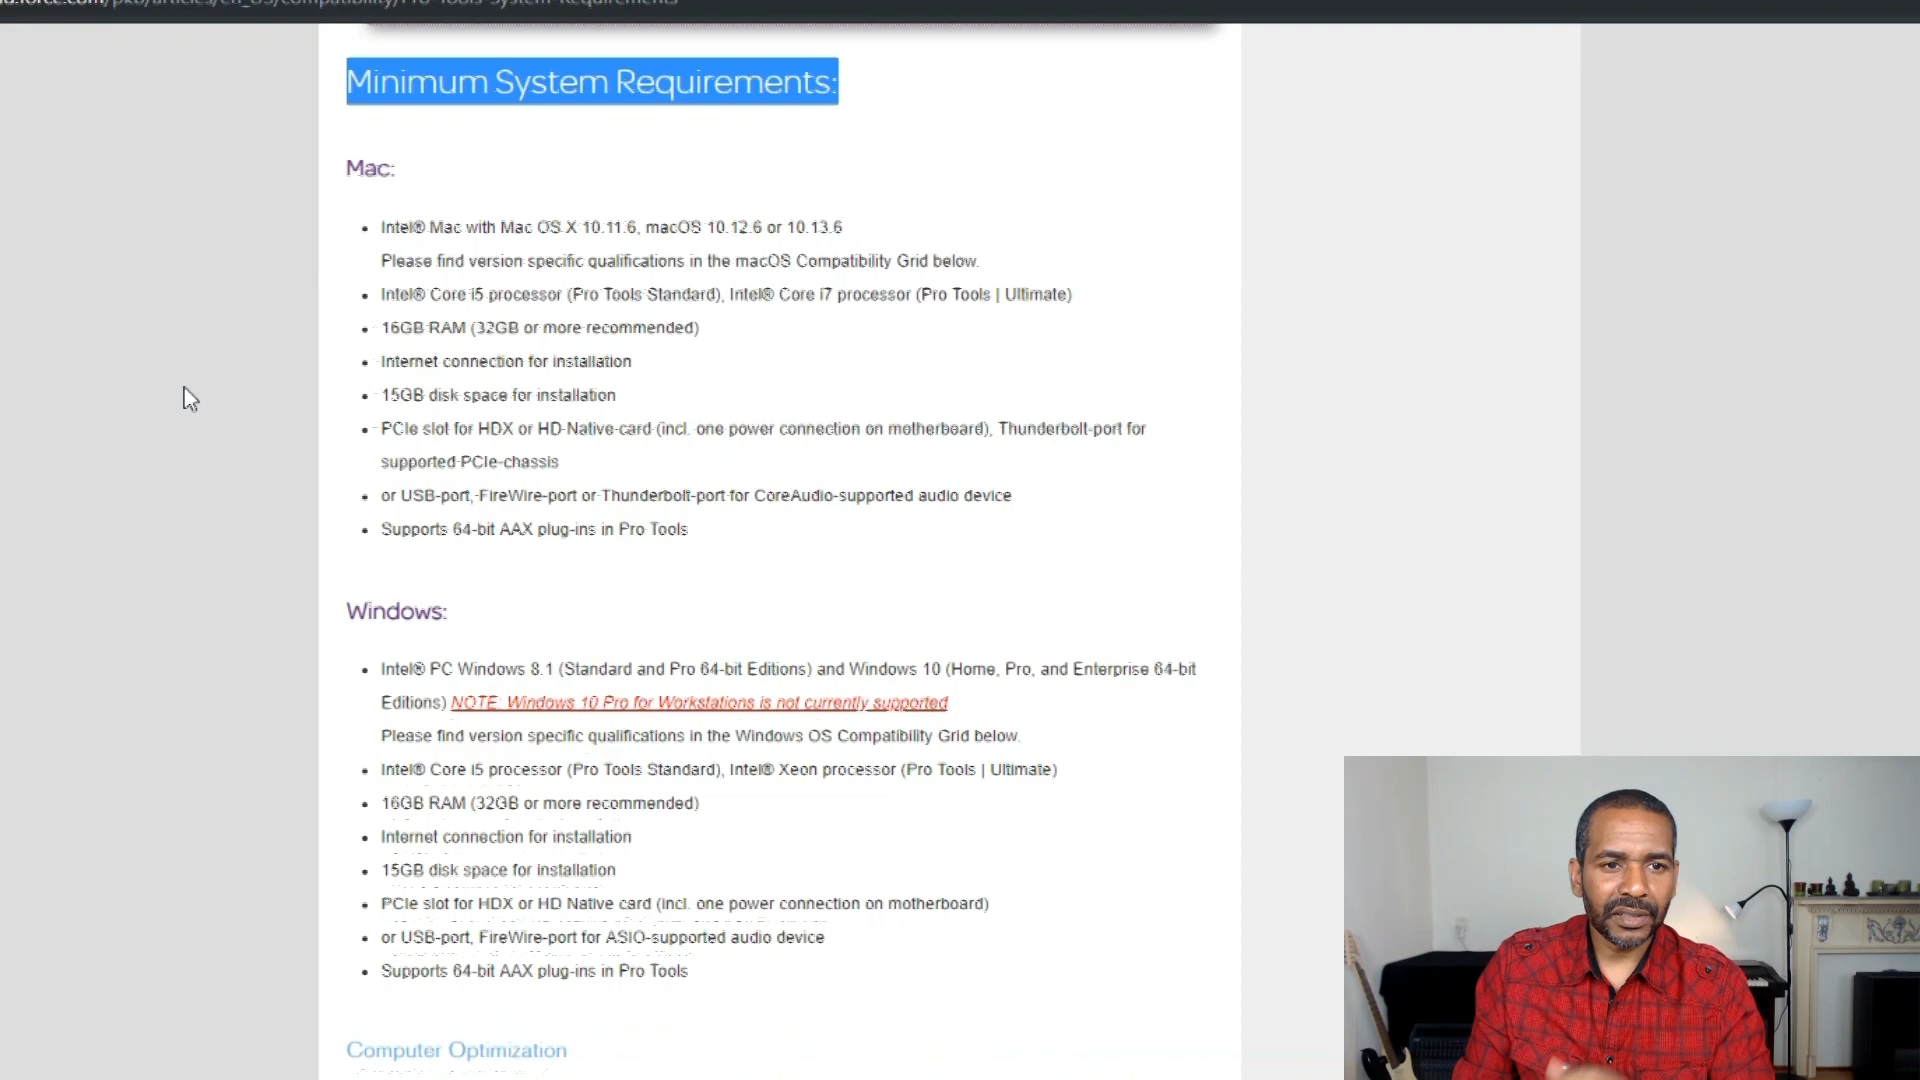 .force.com/pkb/articles/en_US/compatibility/Pro-Tools-System-Requirements
Minimum System Requirements:
Mac:
Intel® Mac with Mac OS X 10.11.6, macOS 10.12.6 or 10.13.6
Please find version specific qualifications in the macOS Compatibility Grid below.
Intel® Core i5 processor (Pro Tools Standard), Intel® Core i7 processor (Pro Tools | Ultimate)
16GB RAM (32GB or more recommended)
Internet connection for installation
15GB disk space for installation
PCIe slot for HDX or HD-Native-card (incl. one power connection on motherboard), Thunderbolt-port for
supported PCIe-chassis
or USB-port, FireWire-port or Thunderbolt-port for CoreAudio-supported audio device
Supports 64-bit AAX plug-ins in Pro Tools
Windows:
Intel® PC Windows 8.1 (Standard and Pro 64-bit Editions) and Windows 10 (Home, Pro, and Enterprise 64-bit
Editions) NOTE: Windows 10 Pro for Workstations is not currently supported
Please find version specific qualifications in the Windows OS Compatibility Grid below.
Intel® Core i5 processor (Pro Tools Standard), Intel® Xeon processor (Pro Tools | Ultimate)
16GB RAM (32GB or more recommended)
Internet connection for installation
15GB disk space for installation
PCIe slot for HDX or HD Native card (incl. one power connection on motherboard)
or USB-port, FireWire-port for ASIO-supported audio device
Supports 64-bit AAX plug-ins in Pro Tools
Computer Optimization